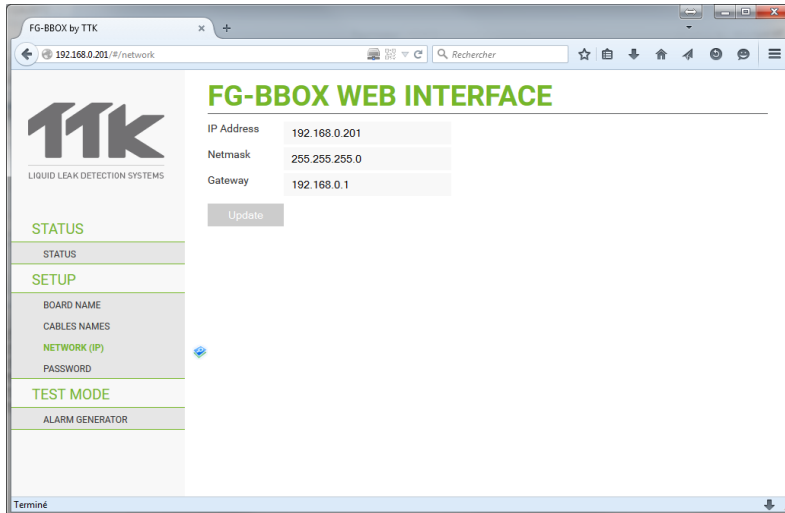 FG-BBOX by TTK
192.168.0.201/#/network
Rechercher
TTK
LIQUID LEAK DETECTION SYSTEMS
STATUS
STATUS
SETUP
BOARD NAME
CABLES NAMES
NETWORK (IP)
PASSWORD
TEST MODE
ALARM GENERATOR
FG-BBOX WEB INTERFACE
IP Address 192.168.0.201
Netmask 255.255.255.0
Gateway 192.168.0.1
Update
Terminé